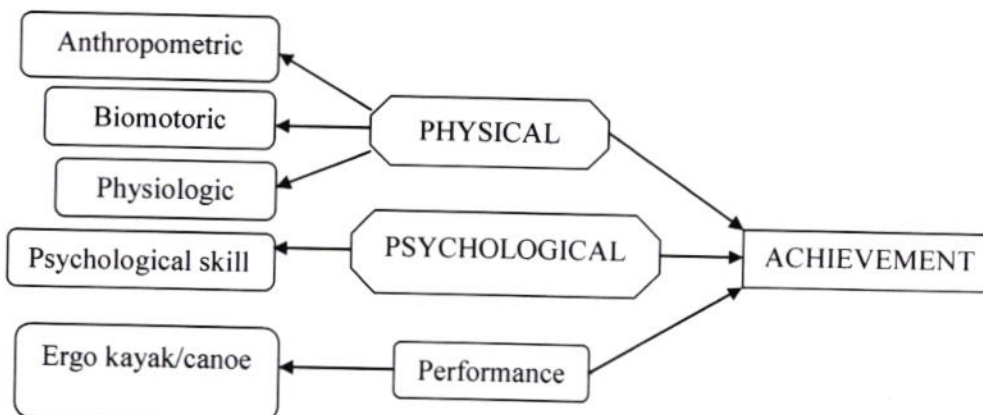 Anthropometric
Biomotoric
PHYSICAL
Physiologic
Psychological skill
PSYCHOLOGICAL
ACHIEVEMENT
Ergo kayak/canoe
Performance